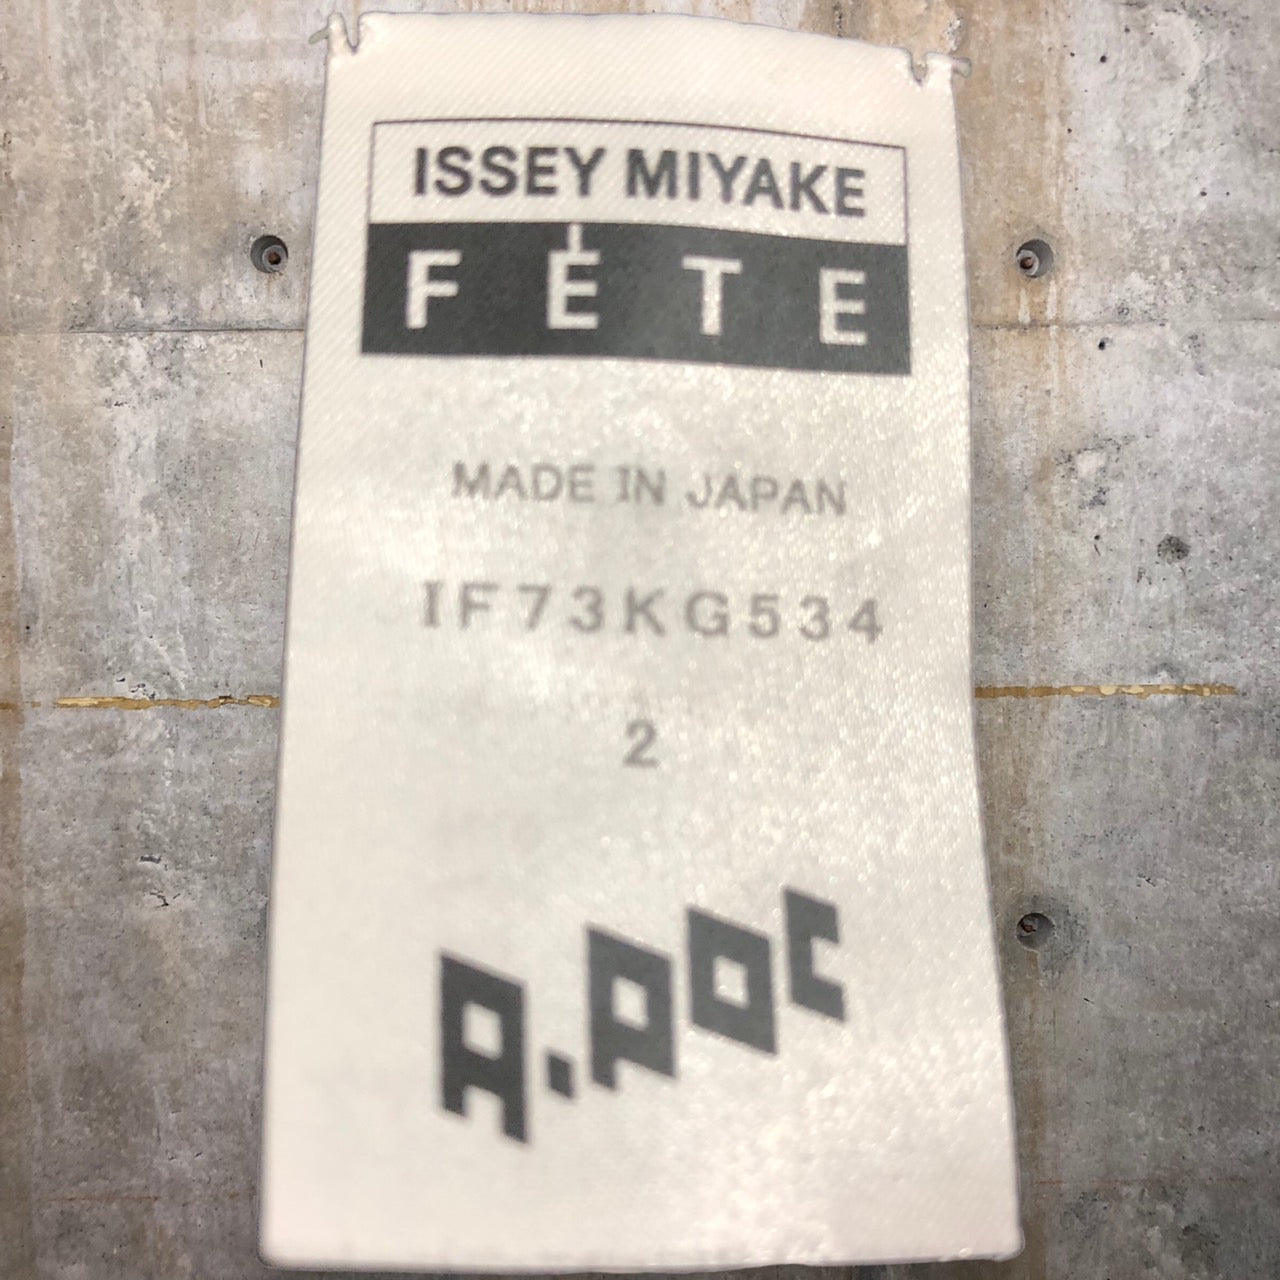 ISSEY MIYAKE
FÊTE
MADE IN JAPAN
IF73KG534
2
A.POC